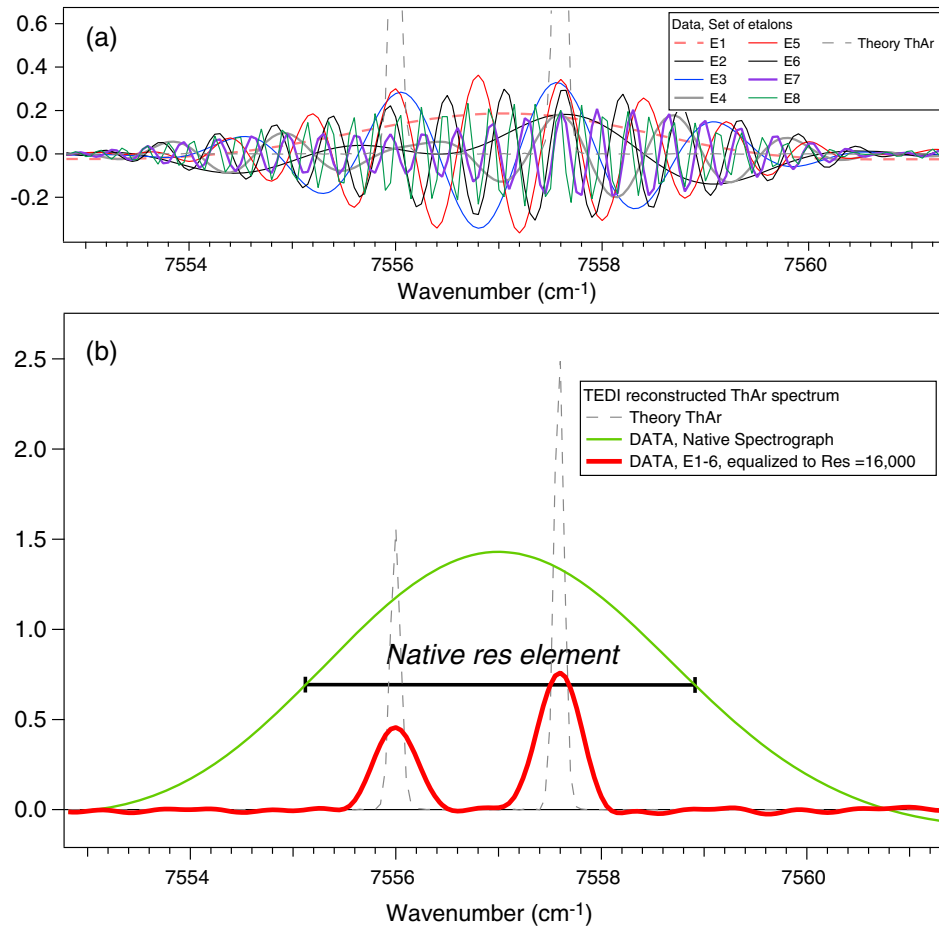 (a)
0.6
0.4
0.2
0.0
-0.2
Data, Set of etalons
E1 E5 Theory ThAr
E2 E6
E3 E7
E4 E8
7554 7556 7558 7560
Wavenumber (cm-1)
(b)
2.5
2.0
1.5
1.0
0.5
0.0
TEDI reconstructed ThAr spectrum
Theory ThAr
DATA, Native Spectrograph
DATA, E1-6, equalized to Res =16,000
Native res element
7554 7556 7558 7560
Wavenumber (cm-1)